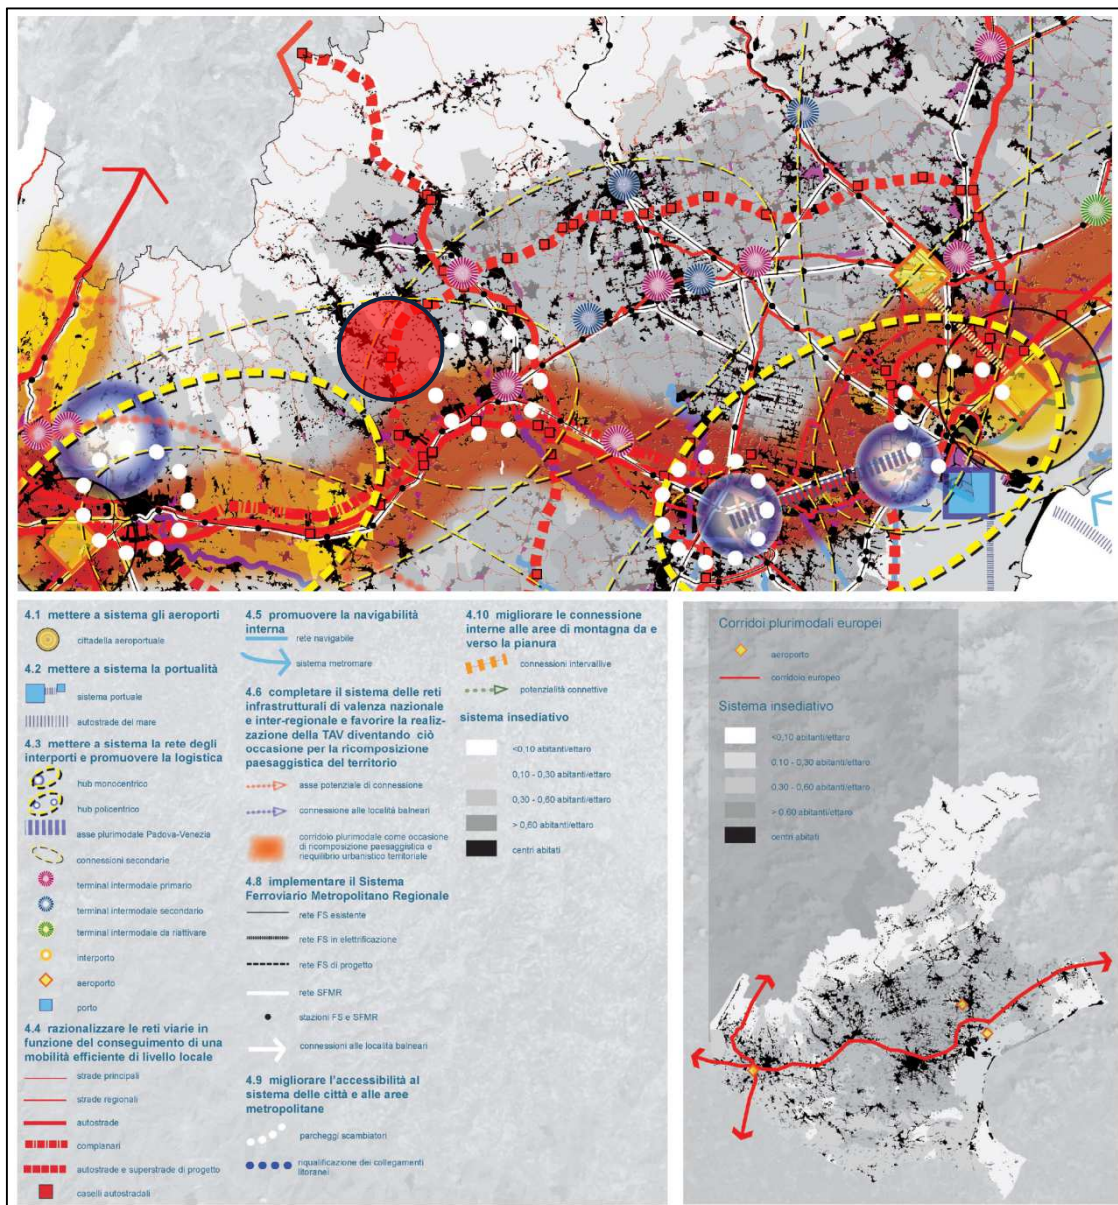 4.1 mettere a sistema gli aeroporti
cittadella aeroportuale
4.2 mettere a sistema la portualità
sistema portuale
autostrade del mare
4.3 mettere a sistema la rete degli
interporti e promuovere la logistica
hub monocentrico
hub policentrico
asse plurimodale Padova-Venezia
connessioni secondarie
terminal intermodale primario
terminal intermodale secondario
terminal intermodale da riattivare
interporto
aeroporto
porto
4.4 razionalizzare le reti viarie in
funzione del conseguimento di una
mobilità efficiente di livello locale
strade principali
strade regionali
autostrade
complanari
autostrade e superstrade di progetto
caselli autostradali
4.5 promuovere la navigabilità
interna
rete navigabile
sistema metromare
4.6 completare il sistema delle reti
infrastrutturali di valenza nazionale
e inter-regionale e favorire la realiz-
zazione della TAV diventando ciò
occasione per la ricomposizione
paesaggistica del territorio
asse potenziale di connessione
connessione alle località balneari
corridoio plurimodale come occasione
di ricomposizione paesaggistica e
riequilibrio urbanistico territoriale
4.8 implementare il Sistema
Ferroviario Metropolitano Regionale
rete FS esistente
rete FS in elettrificazione
rete FS di progetto
rete SFMR
stazioni FS e SFMR
connessioni alle località balneari
4.9 migliorare l'accessibilità al
sistema delle città e alle aree
metropolitane
parcheggi scambiatori
riqualificazione dei collegamenti
litoranei
4.10 migliorare le connessione
interne alle aree di montagna da e
verso la pianura
connessioni intervallive
potenzialità connettive
sistema insediativo
<0,10 abitanti/ettaro
0,10 - 0,30 abitanti/ettaro
0,30 - 0,60 abitanti/ettaro
> 0,60 abitanti/ettaro
centri abitati
Corridoi plurimodali europei
aeroporto
corridoio europeo
Sistema insediativo
<0,10 abitanti/ettaro
0,10 - 0,30 abitanti/ettaro
0,30 - 0,60 abitanti/ettaro
> 0,60 abitanti/ettaro
centri abitati